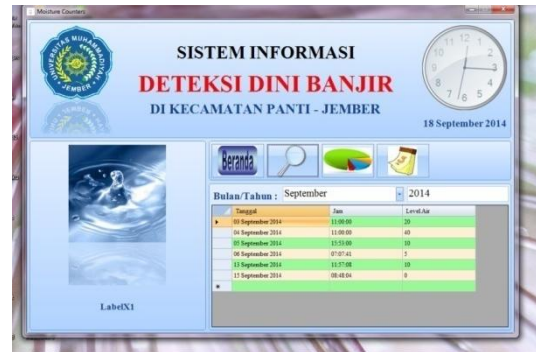 Moisture Counters
UNIVERSITAS MUHAMMADIYAH
JEMBER
SISTEM INFORMASI
DETEKSI DINI BANJIR
DI KECAMATAN PANTI - JEMBER
18 September 2014
Beranda
Bulan/Tahun : September 2014
Tanggal Jam Level Air
03 September 2014 11:00:00 20
04 September 2014 11:00:00 40
05 September 2014 15:53:00 10
06 September 2014 07:07:41 5
13 September 2014 11:57:08 10
15 September 2014 08:48:04 0
LabelX1